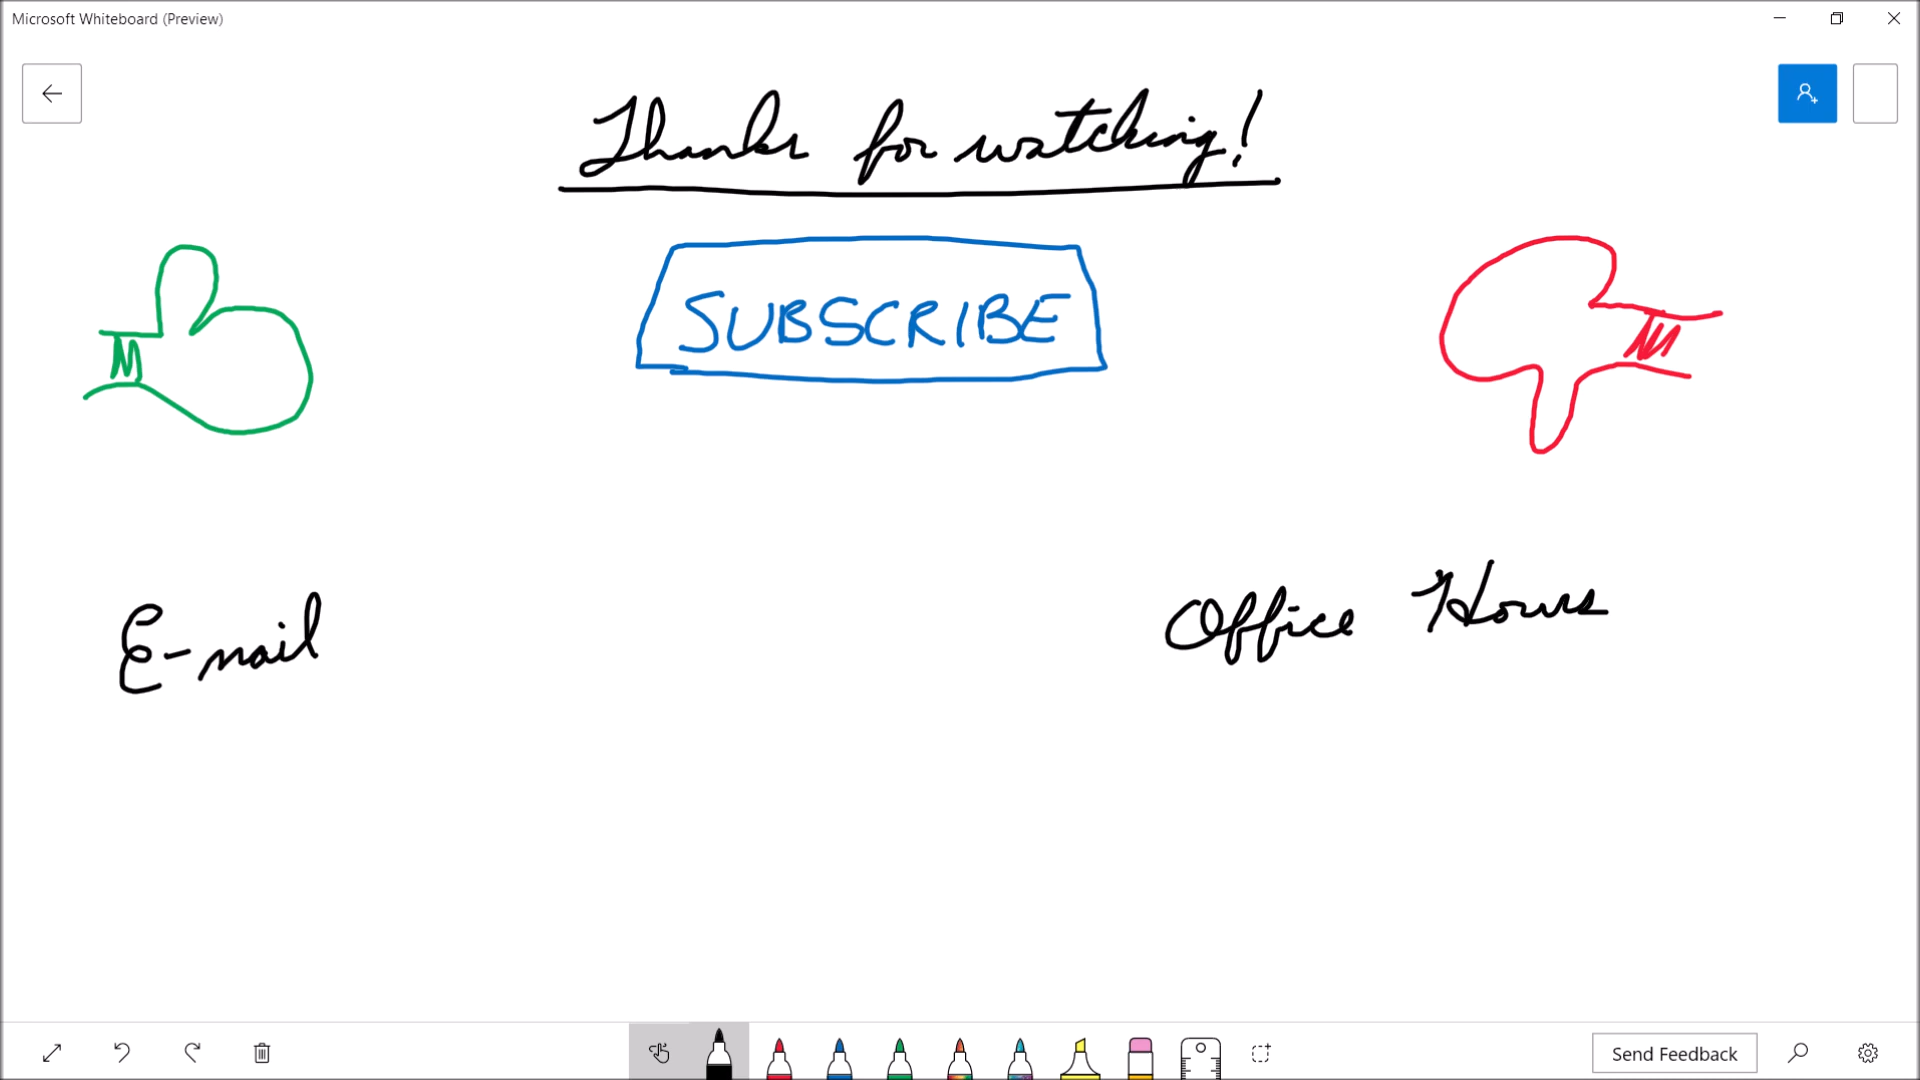 Microsoft Whiteboard (Preview)
Thanks for watching!
SUBSCRIBE
E-mail
Office Hours
Send Feedback